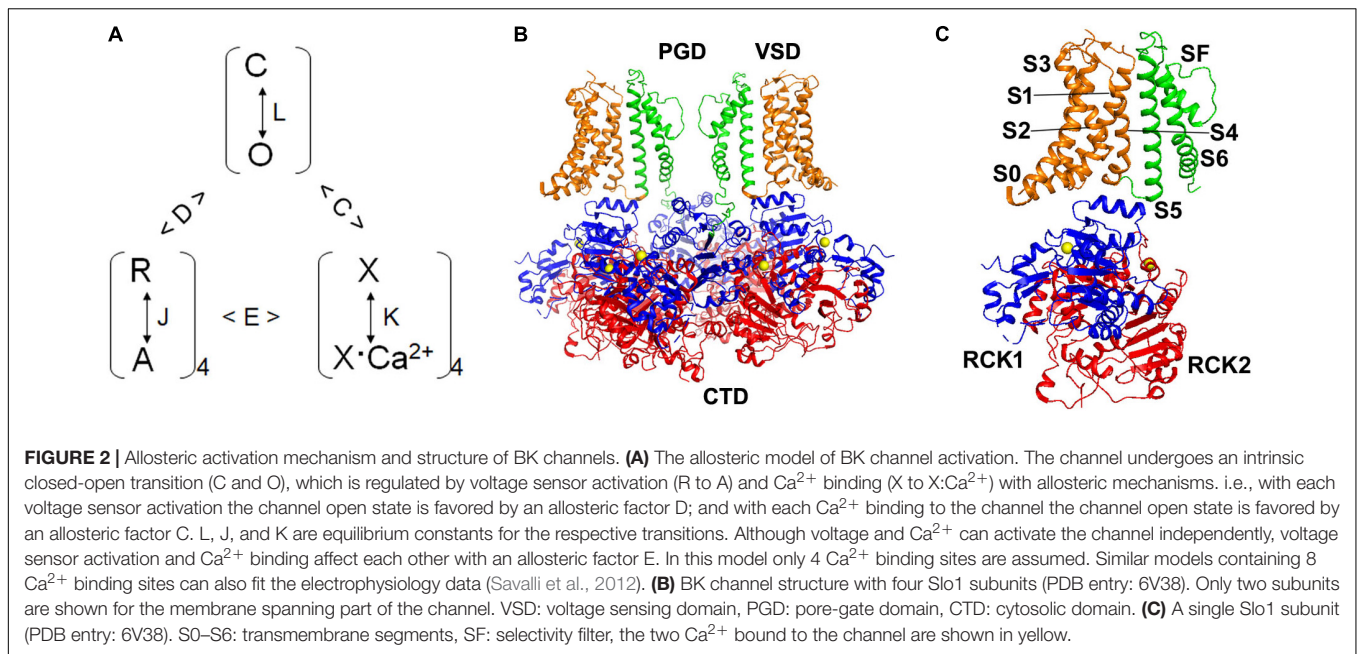 A
C
L
O
< D >
< C >
R
J
A
4
< E >
X
K
X·Ca2+
4
B
PGD
VSD
CTD
C
S3
SF
S1
S2
S4
S6
S0
S5
RCK1
RCK2
FIGURE 2 | Allosteric activation mechanism and structure of BK channels. (A) The allosteric model of BK channel activation. The channel undergoes an intrinsic
closed-open transition (C and O), which is regulated by voltage sensor activation (R to A) and Ca2+ binding (X to X:Ca2+) with allosteric mechanisms. i.e., with each
voltage sensor activation the channel open state is favored by an allosteric factor D; and with each Ca2+ binding to the channel the channel open state is favored by
an allosteric factor C. L, J, and K are equilibrium constants for the respective transitions. Although voltage and Ca2+ can activate the channel independently, voltage
sensor activation and Ca2+ binding affect each other with an allosteric factor E. In this model only 4 Ca2+ binding sites are assumed. Similar models containing 8
Ca2+ binding sites can also fit the electrophysiology data (Savalli et al., 2012). (B) BK channel structure with four Slo1 subunits (PDB entry: 6V38). Only two subunits
are shown for the membrane spanning part of the channel. VSD: voltage sensing domain, PGD: pore-gate domain, CTD: cytosolic domain. (C) A single Slo1 subunit
(PDB entry: 6V38). S0–S6: transmembrane segments, SF: selectivity filter, the two Ca2+ bound to the channel are shown in yellow.